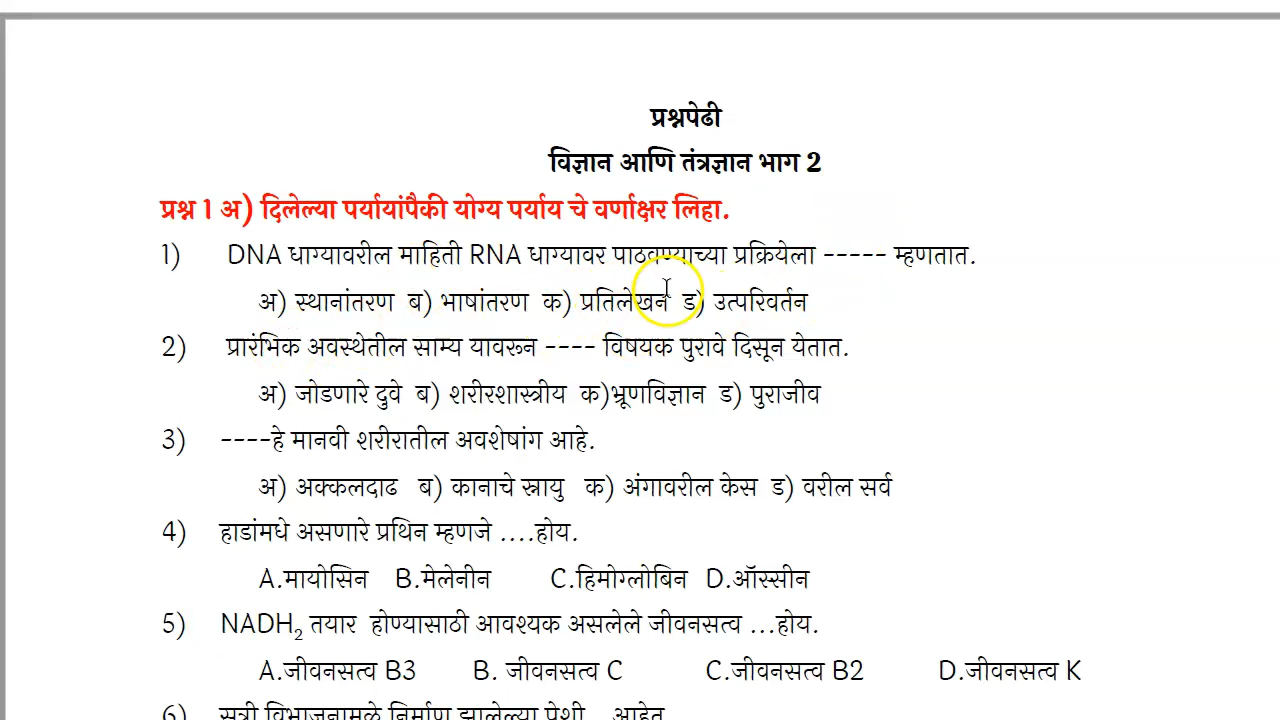 प्रश्नपेढी
विज्ञान आणि तंत्रज्ञान भाग 2
प्रश्न 1 अ) दिलेल्या पर्यायांपैकी योग्य पर्याय चे वर्णाक्षर लिहा.
1) DNA धाग्यावरील माहिती RNA धाग्यावर पाठवण्याच्या प्रक्रियेला ----- म्हणतात.
अ) स्थानांतरण ब) भाषांतरण क) प्रतिलेखन ड) उत्परिवर्तन
2) प्रारंभिक अवस्थेतील साम्य यावरून ---- विषयक पुरावे दिसून येतात.
अ) जोडणारे दुवे ब) शरीरशास्त्रीय क)भ्रूणविज्ञान ड) पुराजीव
3) ----हे मानवी शरीरातील अवशेषांग आहे.
अ) अक्कलदाढ ब) कानाचे स्नायु क) अंगावरील केस ड) वरील सर्व
4) हाडांमधे असणारे प्रथिन म्हणजे ....होय.
A.मायोसिन B.मेलेनीन C.हिमोग्लोबिन D.ऑस्सीन
5) NADH₂ तयार होण्यासाठी आवश्यक असलेले जीवनसत्व ...होय.
A.जीवनसत्व B3 B. जीवनसत्व C C.जीवनसत्व B2 D.जीवनसत्व K
6) सूत्री विभाजनामुळे निर्माण झालेल्या पेशी ...आहेत